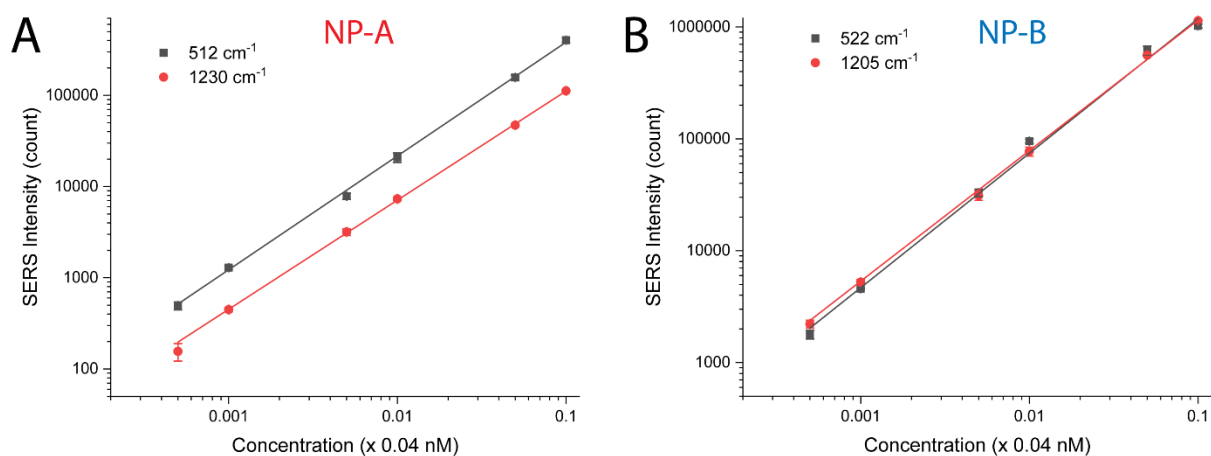 A
NP-A
512 cm⁻¹
1230 cm⁻¹
SERS Intensity (count)
100000
10000
1000
100
0.001
0.01
0.1
Concentration (x 0.04 nM)
B
NP-B
522 cm⁻¹
1205 cm⁻¹
SERS Intensity (count)
1000000
100000
10000
1000
0.001
0.01
0.1
Concentration (x 0.04 nM)